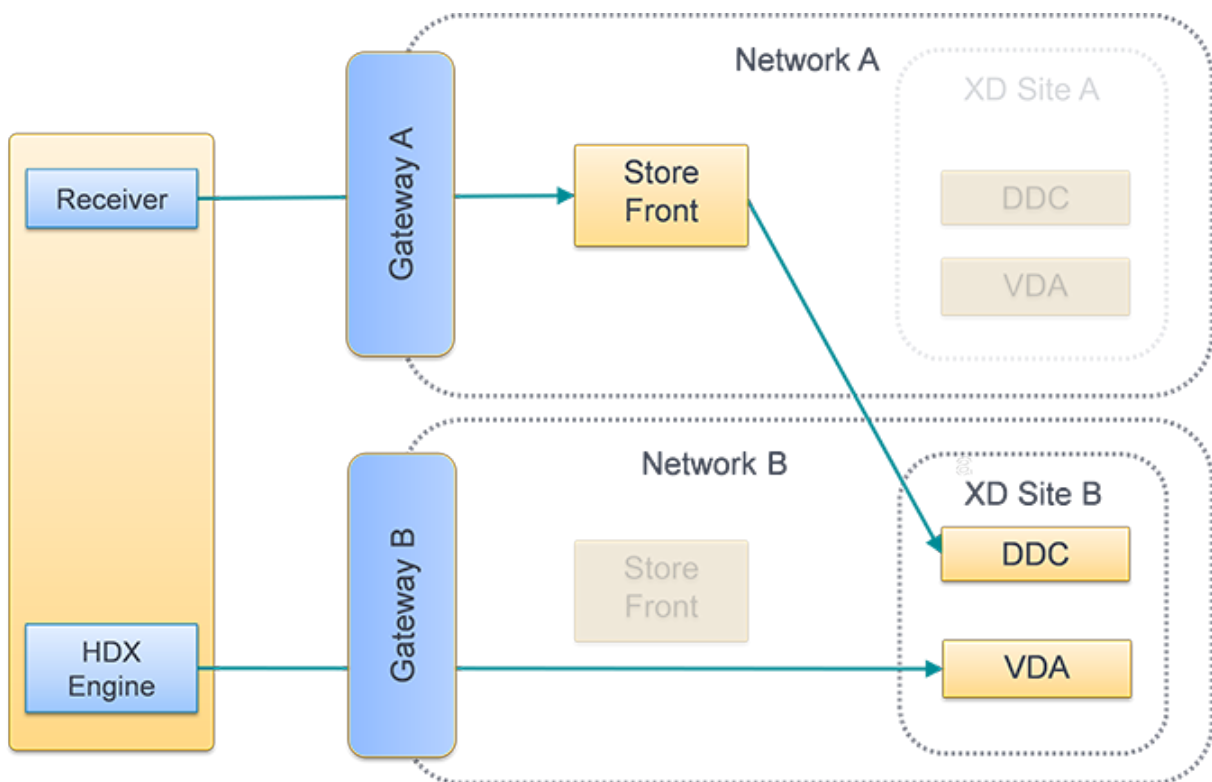 Network A
XD Site A
Gateway A
Receiver
Store
Front
DDC
VDA
Network B
XD Site B
Gateway B
Store
Front
DDC
HDX
Engine
VDA